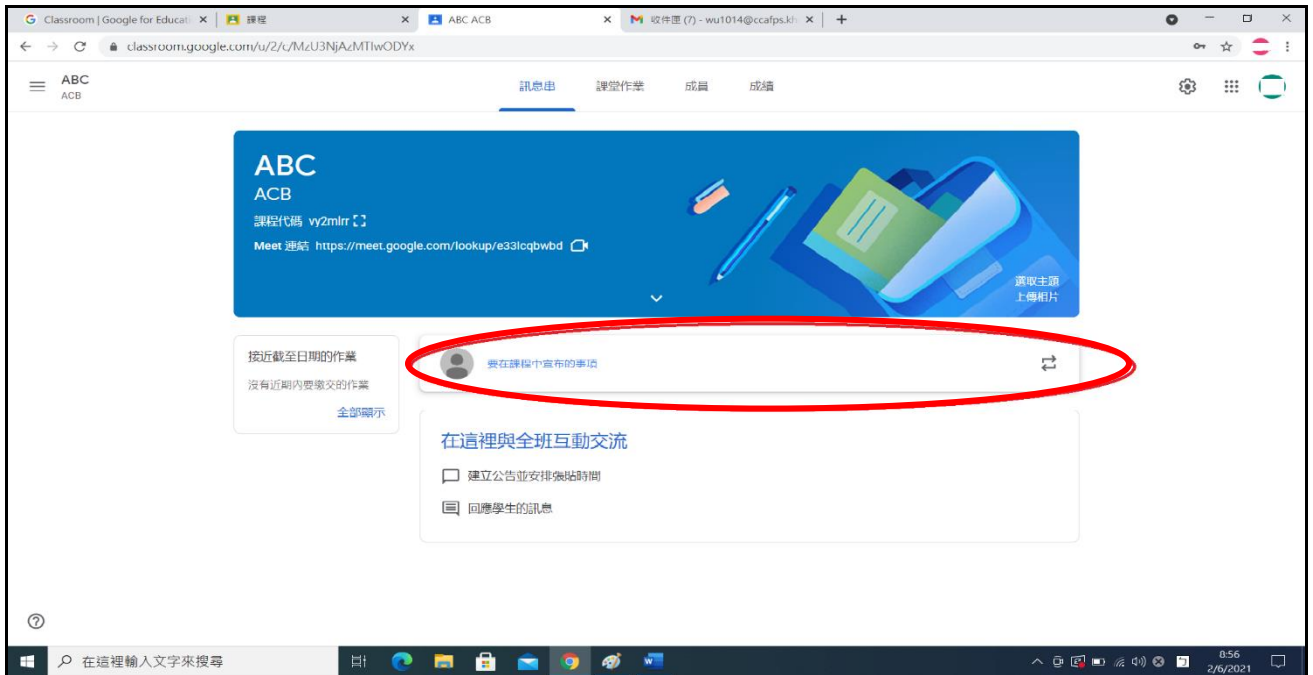 Classroom | Google for Educati
課程
ABC ACB
收件匣 (7) - wu1014@ccafps.kh
classroom.google.com/u/2/c/MzU3NjAzMTIwODYx
ABC
ACB
訊息串
課堂作業
成員
成績
ABC
ACB
課程代碼 vy2mlrr
Meet 連結 https://meet.google.com/lookup/e33lcqbwbd
選取主題
上傳相片
接近截至日期的作業
沒有近期內要繳交的作業
全部顯示
要在課程中宣布的事項
在這裡與全班互動交流
建立公告並安排張貼時間
回應學生的訊息
在這裡輸入文字來搜尋
8:56
2/6/2021